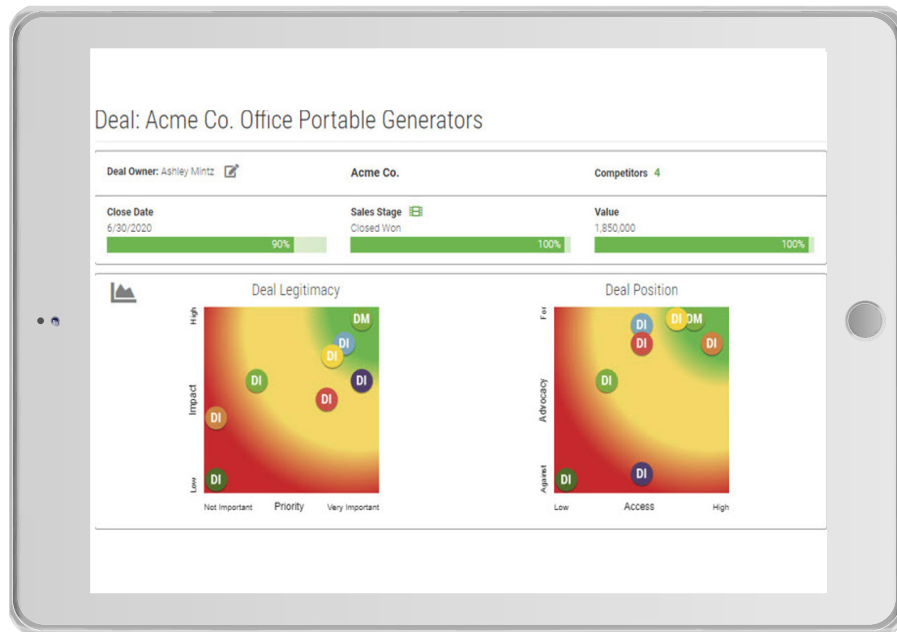 Deal: Acme Co. Office Portable Generators
Deal Owner: Ashley Mintz
Acme Co.
Competitors 4
Close Date
6/30/2020
90%
Sales Stage
Closed Won
100%
Value
1,850,000
100%
Deal Legitimacy
High
Impact
Low
DM
DI
DI
DI
DI
DI
DI
DI
Not Important
Priority
Very Important
Deal Position
For
Advocacy
Against
DI
DI
DM
DI
DI
DI
DI
DI
Low
Access
High